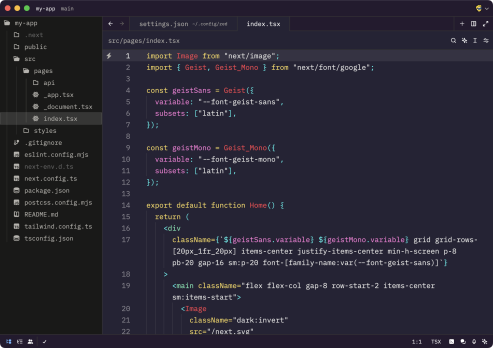 my-app main
my-app
.next
public
src
pages
api
_app.tsx
_document.tsx
index.tsx
styles
.gitignore
eslint.config.mjs
next-env.d.ts
next.config.ts
package.json
postcss.config.mjs
README.md
tailwind.config.ts
tsconfig.json
settings.json ~/.config/zed
index.tsx
src/pages/index.tsx
1 import Image from "next/image";
2 import { Geist, Geist_Mono } from "next/font/google";
3
4 const geistSans = Geist({
5 variable: "--font-geist-sans",
6 subsets: ["latin"],
7 });
8
9 const geistMono = Geist_Mono({
10 variable: "--font-geist-mono",
11 subsets: ["latin"],
12 });
13
14 export default function Home() {
15 return (
16 <div
17 className={`${geistSans.variable} ${geistMono.variable} grid grid-rows-
[20px_1fr_20px] items-center justify-items-center min-h-screen p-8
pb-20 gap-16 sm:p-20 font-[family-name:var(--font-geist-sans)]`}
18 >
19 <main className="flex flex-col gap-8 row-start-2 items-center
sm:items-start">
20 <Image
21 className="dark:invert"
22 src="/next.svg"
1:1 TSX